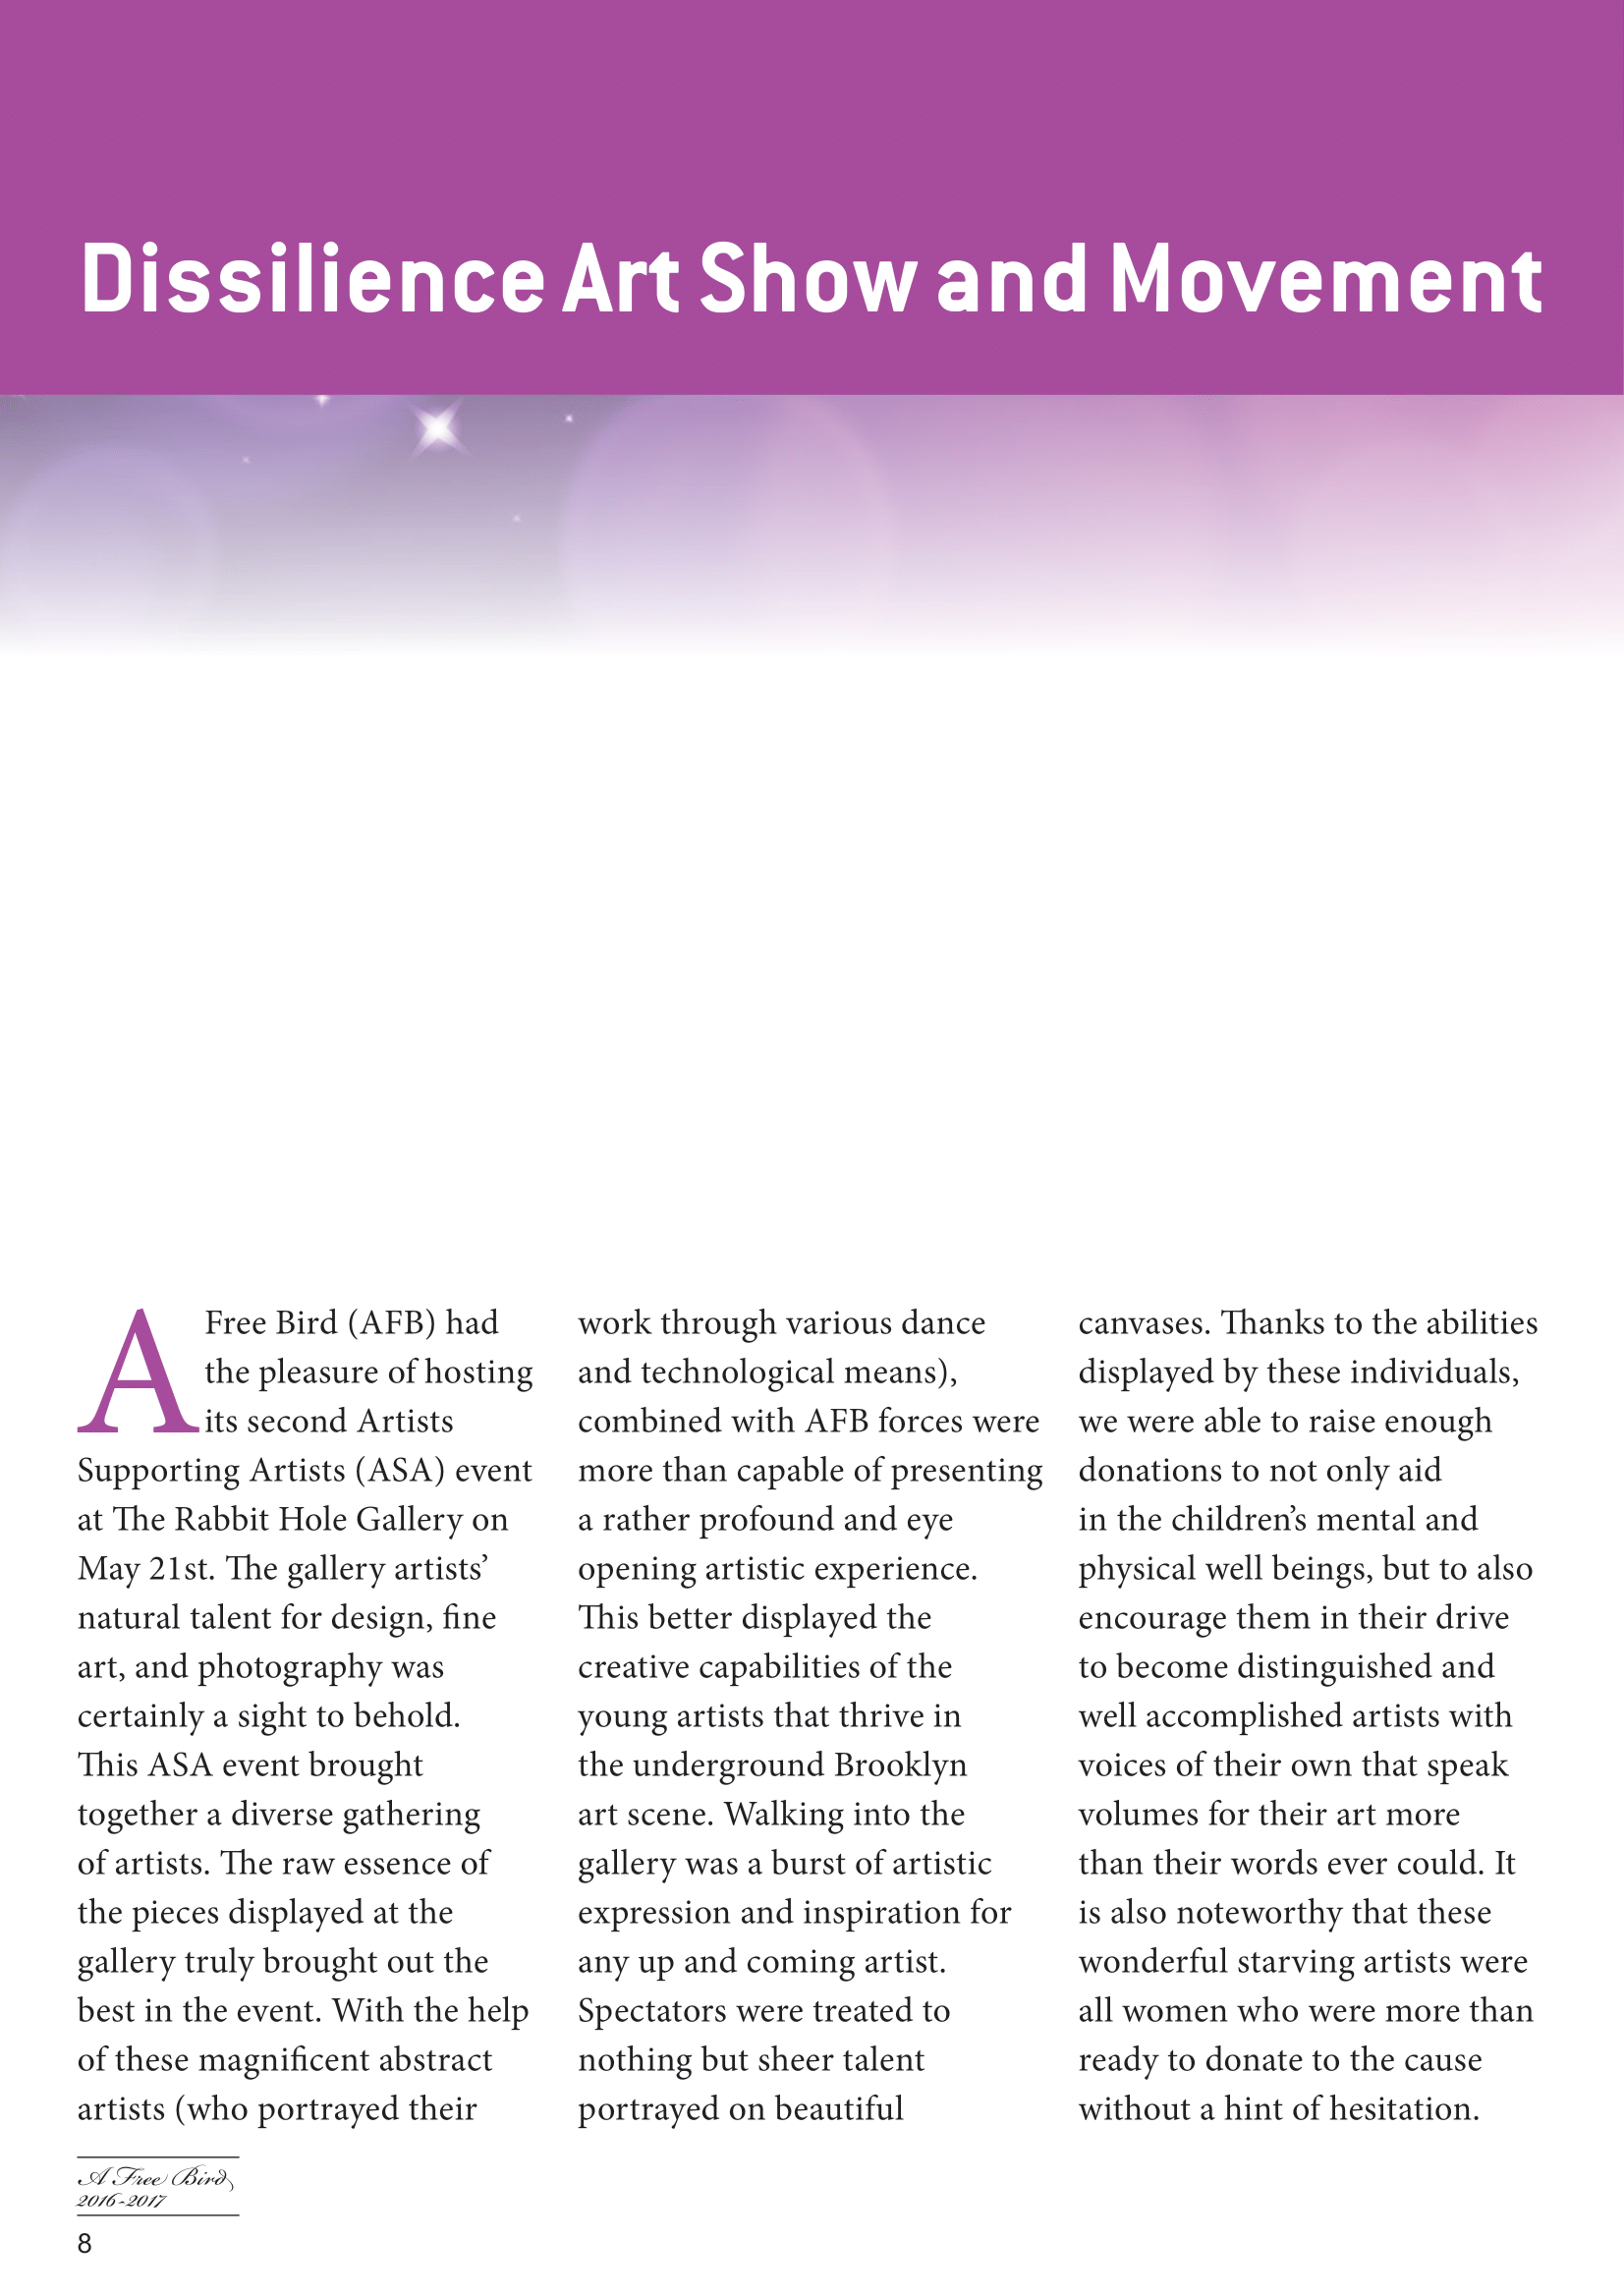 Dissilience Art Show and Movement
A Free Bird (AFB) had
the pleasure of hosting
its second Artists
Supporting Artists (ASA) event
at The Rabbit Hole Gallery on
May 21st. The gallery artists’
natural talent for design, fine
art, and photography was
certainly a sight to behold.
This ASA event brought
together a diverse gathering
of artists. The raw essence of
the pieces displayed at the
gallery truly brought out the
best in the event. With the help
of these magnificent abstract
artists (who portrayed their
work through various dance
and technological means),
combined with AFB forces were
more than capable of presenting
a rather profound and eye
opening artistic experience.
This better displayed the
creative capabilities of the
young artists that thrive in
the underground Brooklyn
art scene. Walking into the
gallery was a burst of artistic
expression and inspiration for
any up and coming artist.
Spectators were treated to
nothing but sheer talent
portrayed on beautiful
canvases. Thanks to the abilities
displayed by these individuals,
we were able to raise enough
donations to not only aid
in the children’s mental and
physical well beings, but to also
encourage them in their drive
to become distinguished and
well accomplished artists with
voices of their own that speak
volumes for their art more
than their words ever could. It
is also noteworthy that these
wonderful starving artists were
all women who were more than
ready to donate to the cause
without a hint of hesitation.
A Free Bird
2016-2017
8